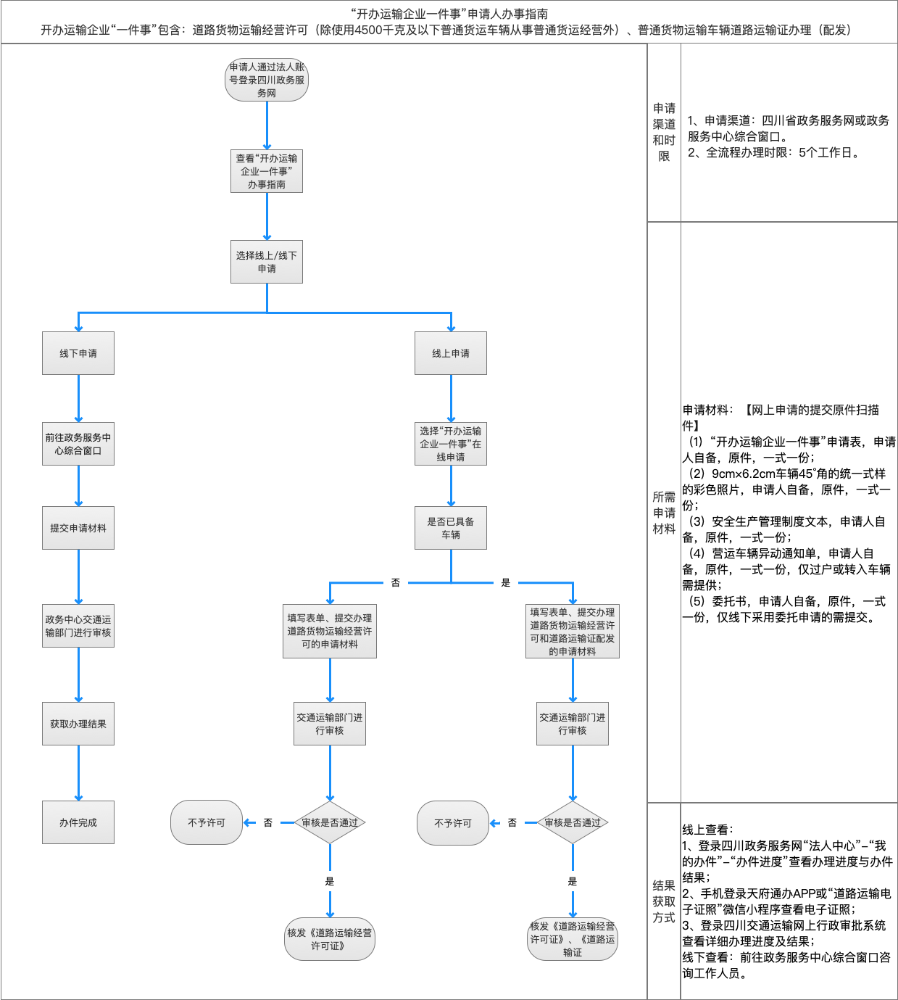 “开办运输企业一件事”申请人办事指南
开办运输企业“一件事”包含：道路货物运输经营许可（除使用4500千克及以下普通货运车辆从事普通货运经营外）、普通货物运输车辆道路运输证办理（配发）
申请人通过法人账
号登录四川政务服
务网
查看“开办运输
企业一件事”
办事指南
选择线上/线下
申请
线下申请
线上申请
前往政务服务中
心综合窗口
选择“开办运输
企业一件事”在
线申请
提交申请材料
是否已具备
车辆
否
是
政务中心交通运
输部门进行审核
填写表单、提交办理
道路货物运输经营许
可的申请材料
填写表单、提交办理
道路货物运输经营许
可和道路运输证配发
的申请材料
获取办理结果
交通运输部门进
行审核
交通运输部门进
行审核
办件完成
不予许可
否
审核是否通过
不予许可
否
审核是否通过
是
是
核发《道路运输经营
许可证》
核发《道路运输经营
许可证》、《道路运
输证
申请
渠道
和时
限
1、申请渠道：四川省政务服务网或政务
服务中心综合窗口。
2、全流程办理时限：5个工作日。
所需
申请
材料
申请材料：【网上申请的提交原件扫描
件】
（1）“开办运输企业一件事”申请表，申请
人自备，原件，一式一份；
（2）9cm×6.2cm车辆45°角的统一式样
的彩色照片，申请人自备，原件，一式一
份；
（3）安全生产管理制度文本，申请人自
备，原件，一式一份；
（4）营运车辆异动通知单，申请人自
备，原件，一式一份，仅过户或转入车辆
需提供；
（5）委托书，申请人自备，原件，一式
一份，仅线下采用委托申请的需提交。
结果
获取
方式
线上查看：
1、登录四川政务服务网“法人中心”–“我
的办件”–“办件进度”查看办理进度与办件
结果；
2、手机登录天府通办APP或“道路运输电
子证照”微信小程序查看电子证照；
3、登录四川交通运输网上行政审批系统
查看详细办理进度及结果；
线下查看：前往政务服务中心综合窗口咨
询工作人员。